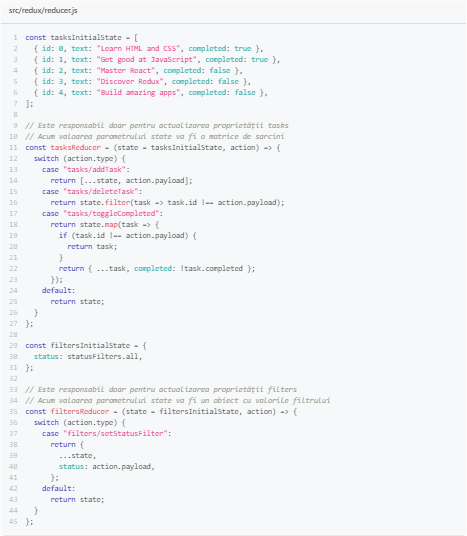 src/redux/reducer.js
1 const tasksInitialState = [
2 { id: 0, text: "Learn HTML and CSS", completed: true },
3 { id: 1, text: "Get good at JavaScript", completed: true },
4 { id: 2, text: "Master React", completed: false },
5 { id: 3, text: "Discover Redux", completed: false },
6 { id: 4, text: "Build amazing apps", completed: false },
7 ];
8
9 // Este responsabil doar pentru actualizarea proprietății tasks
10 // Acum valoarea parametrului state va fi o matrice de sarcini
11 const tasksReducer = (state = tasksInitialState, action) => {
12 switch (action.type) {
13 case "tasks/addTask":
14 return [...state, action.payload];
15 case "tasks/deleteTask":
16 return state.filter(task => task.id !== action.payload);
17 case "tasks/toggleCompleted":
18 return state.map(task => {
19 if (task.id !== action.payload) {
20 return task;
21 }
22 return { ...task, completed: !task.completed };
23 });
24 default:
25 return state;
26 }
27 };
28
29 const filtersInitialState = {
30 status: statusFilters.all,
31 };
32
33 // Este responsabil doar pentru actualizarea proprietății filters
34 // Acum valoarea parametrului state va fi un obiect cu valorile filtrului
35 const filtersReducer = (state = filtersInitialState, action) => {
36 switch (action.type) {
37 case "filters/setStatusFilter":
38 return {
39 ...state,
40 status: action.payload,
41 };
42 default:
43 return state;
44 }
45 };